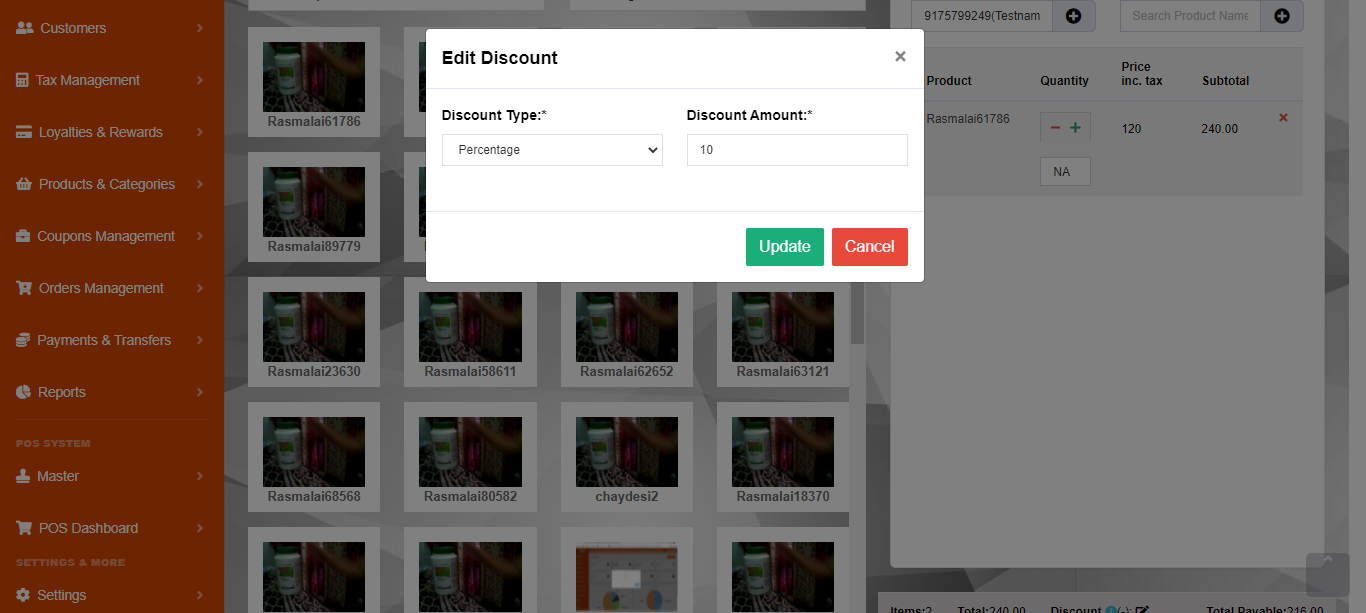 Customers
Tax Management
Loyalties & Rewards
Products & Categories
Coupons Management
Orders Management
Payments & Transfers
Reports
POS SYSTEM
Master
POS Dashboard
SETTINGS & MORE
Settings
Rasmalai61786
Rasmalai89779
Rasmalai23630
Rasmalai58611
Rasmalai62652
Rasmalai63121
Rasmalai68568
Rasmalai80582
chaydesi2
Rasmalai18370
Edit Discount
×
Discount Type:*
Discount Amount:*
Percentage
10
Update
Cancel
9175799249(Testnam
Search Product Name
Product
Quantity
Price
inc. tax
Subtotal
Rasmalai61786
120
240.00
NA
Items:2
Total:240.00
Discount
(-):
Total Payable:216.00